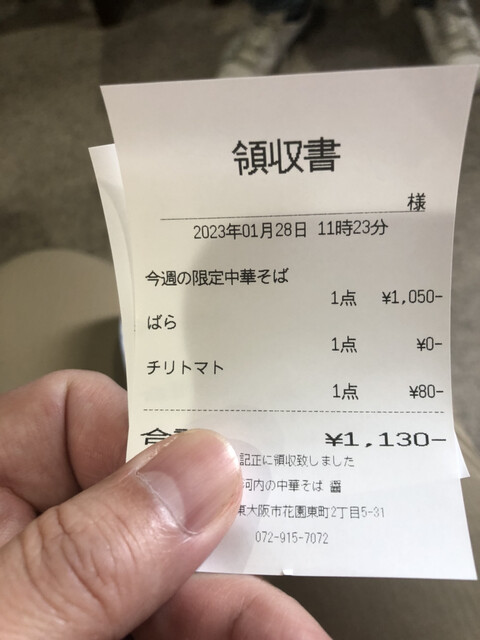 領収書
様
2023年01月28日 11時23分
今週の限定中華そば
1点 ¥1,050-
ばら
1点 ¥0-
チリトマト
1点 ¥80-
合 ¥1,130-
記正に領収致しました
河内の中華そば
東大阪市花園東町2丁目5-31
072-915-7072